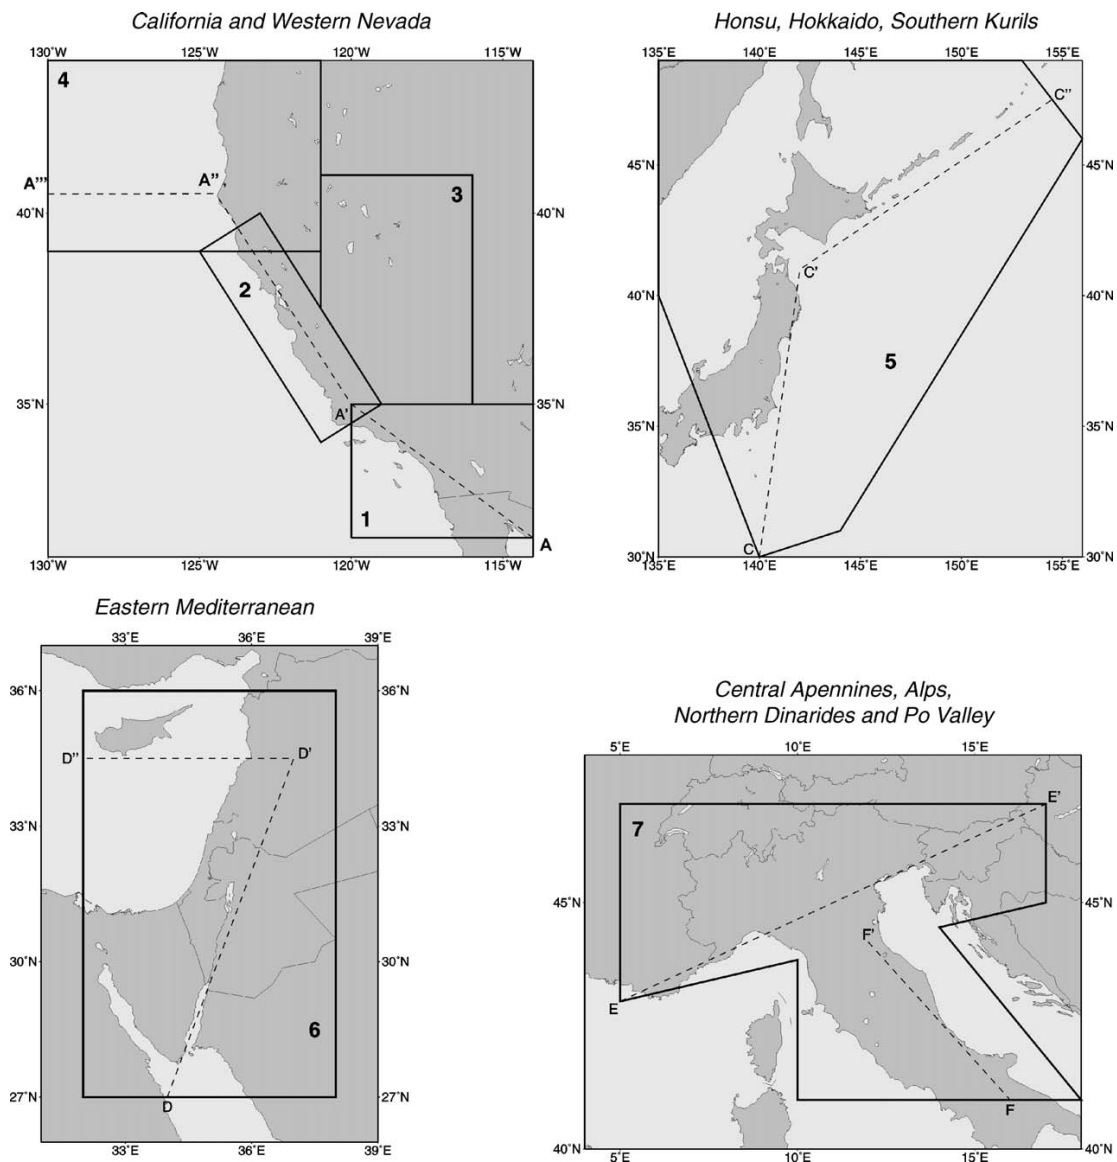 California and Western Nevada
130˚W 125˚W 120˚W 115˚W
4
A''' A''
3
40˚N 40˚N
2
35˚N 35˚N
A'
1
A
130˚W 125˚W 120˚W 115˚W
Honsu, Hokkaido, Southern Kurils
135˚E 140˚E 145˚E 150˚E 155˚E
C''
45˚N 45˚N
C'
40˚N 40˚N
5
35˚N 35˚N
C
30˚N 30˚N
135˚E 140˚E 145˚E 150˚E 155˚E
Eastern Mediterranean
33˚E 36˚E 39˚E
36˚N 36˚N
D'' D'
33˚N 33˚N
30˚N 30˚N
6
27˚N 27˚N
D
33˚E 36˚E 39˚E
Central Apennines, Alps,
Northern Dinarides and Po Valley
5˚E 10˚E 15˚E
E'
7
45˚N 45˚N
F'
E
F
40˚N 40˚N
5˚E 10˚E 15˚E